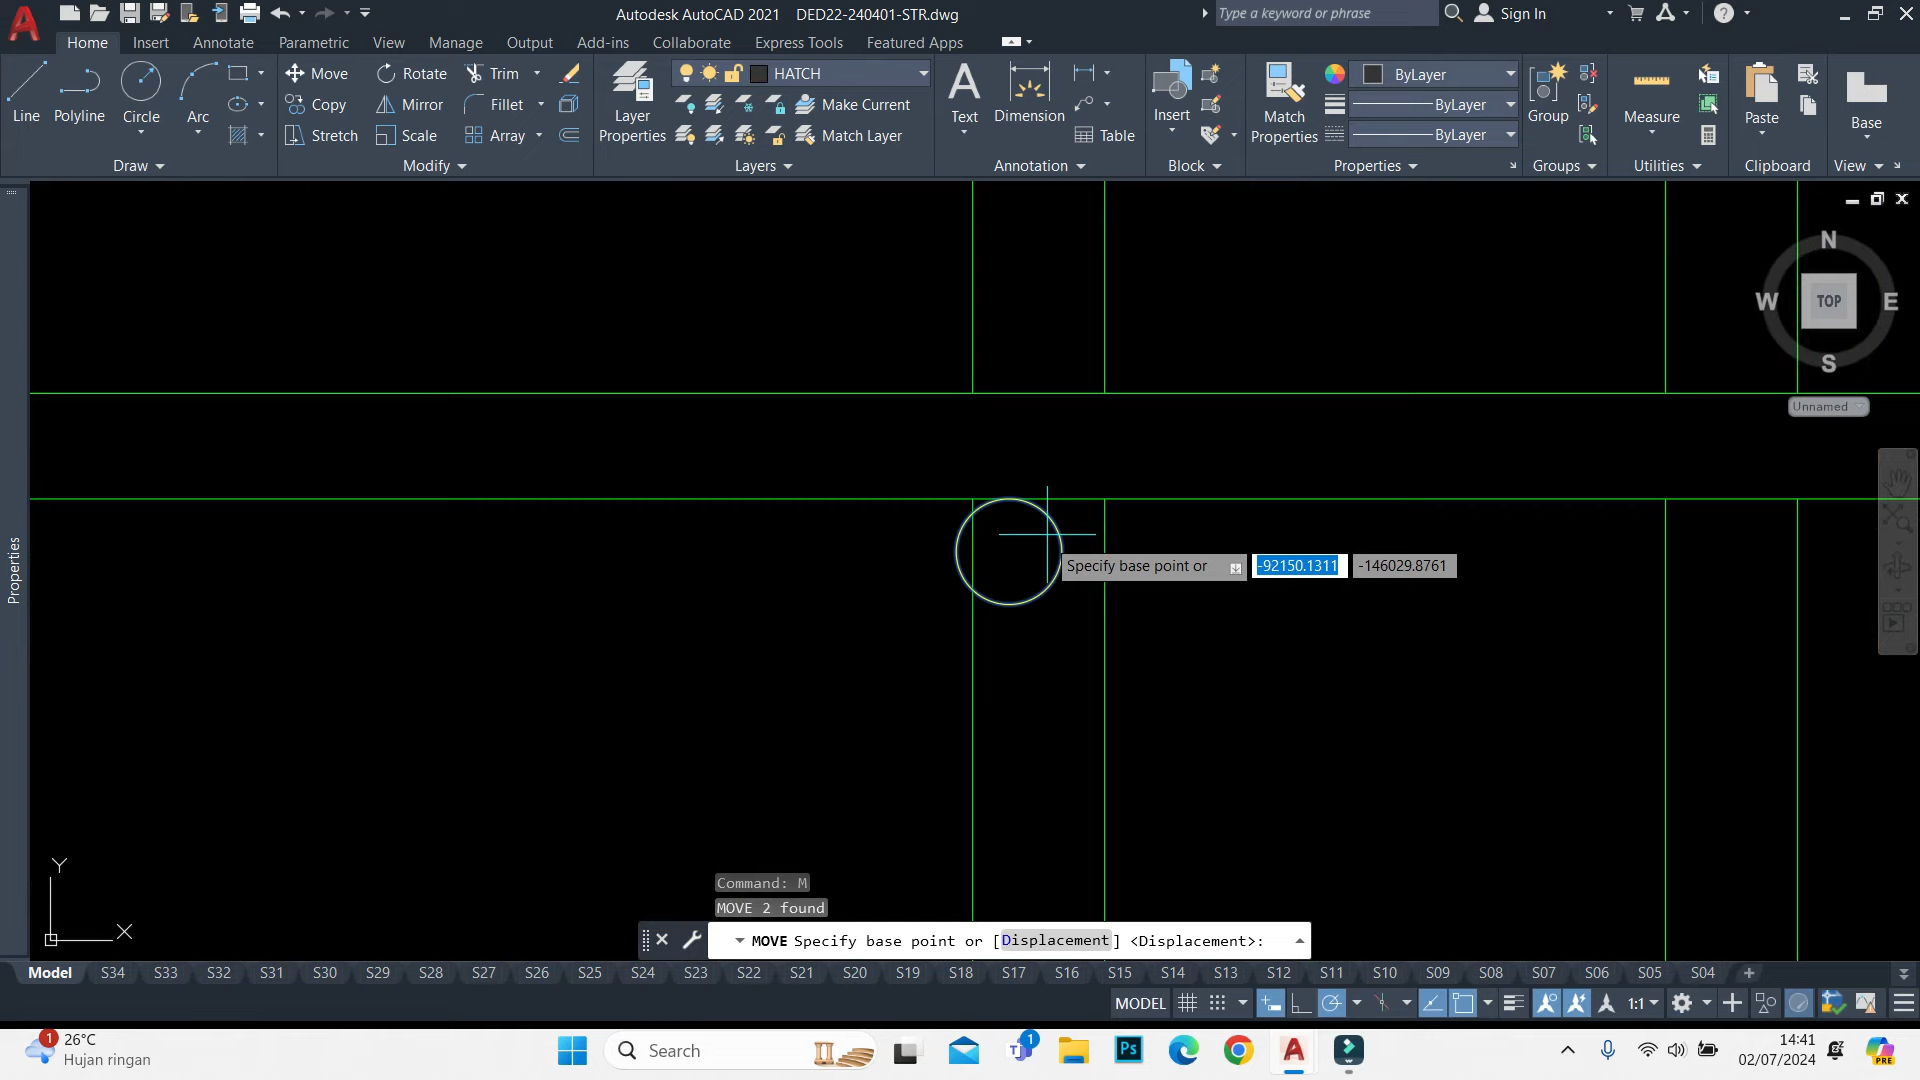 Autodesk AutoCAD 2021 DED22-240401-STR.dwg
Type a keyword or phrase
Sign In
Home Insert Annotate Parametric View Manage Output Add-ins Collaborate Express Tools Featured Apps
Line Polyline Circle Arc
Draw
Move Rotate Trim
Copy Mirror Fillet
Stretch Scale Array
Modify
Layer Properties
HATCH
Make Current
Match Layer
Layers
Text Dimension Table
Annotation
Insert
Block
Match Properties
ByLayer
ByLayer
ByLayer
Properties
Group
Groups
Measure
Utilities
Paste
Clipboard
Base
View
N
W TOP E
S
Unnamed
Properties
Specify base point or -92150.1311 -146029.8761
Y
X
Command: M
MOVE 2 found
MOVE Specify base point or [Displacement] <Displacement>:
Model S34 S33 S32 S31 S30 S29 S28 S27 S26 S25 S24 S23 S22 S21 S20 S19 S18 S17 S16 S15 S14 S13 S12 S11 S10 S09 S08 S07 S06 S05 S04
MODEL 1:1
1
26°C
Hujan ringan
Search
1
Ps
PRE
14:41
02/07/2024